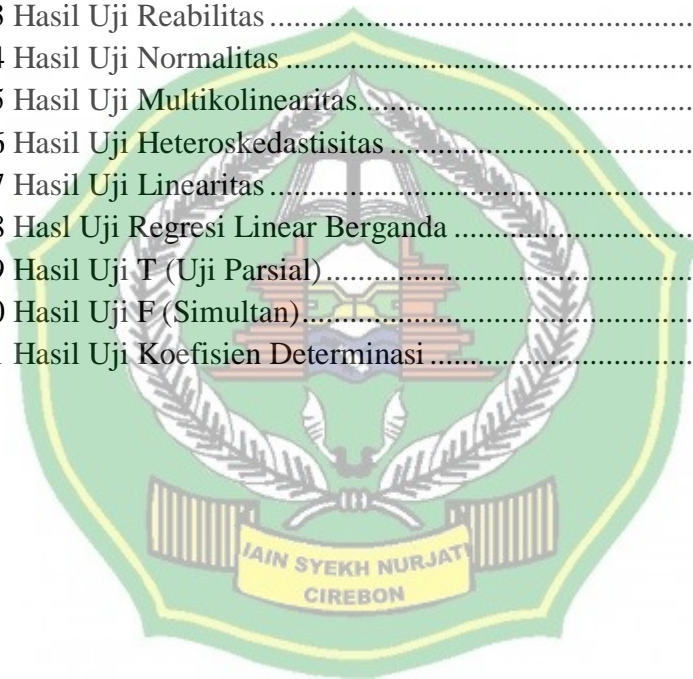 3 Hasil Uji Reabilitas ........................................................
4 Hasil Uji Normalitas ......................................................
5 Hasil Uji Multikolinearitas.............................................
6 Hasil Uji Heteroskedastisitas .........................................
7 Hasil Uji Linearitas ........................................................
8 Hasl Uji Regresi Linear Berganda .................................
9 Hasil Uji T (Uji Parsial) .................................................
0 Hasil Uji F (Simultan)....................................................
1 Hasil Uji Koefisien Determinasi ....................................
IAIN SYEKH NURJATI
CIREBON